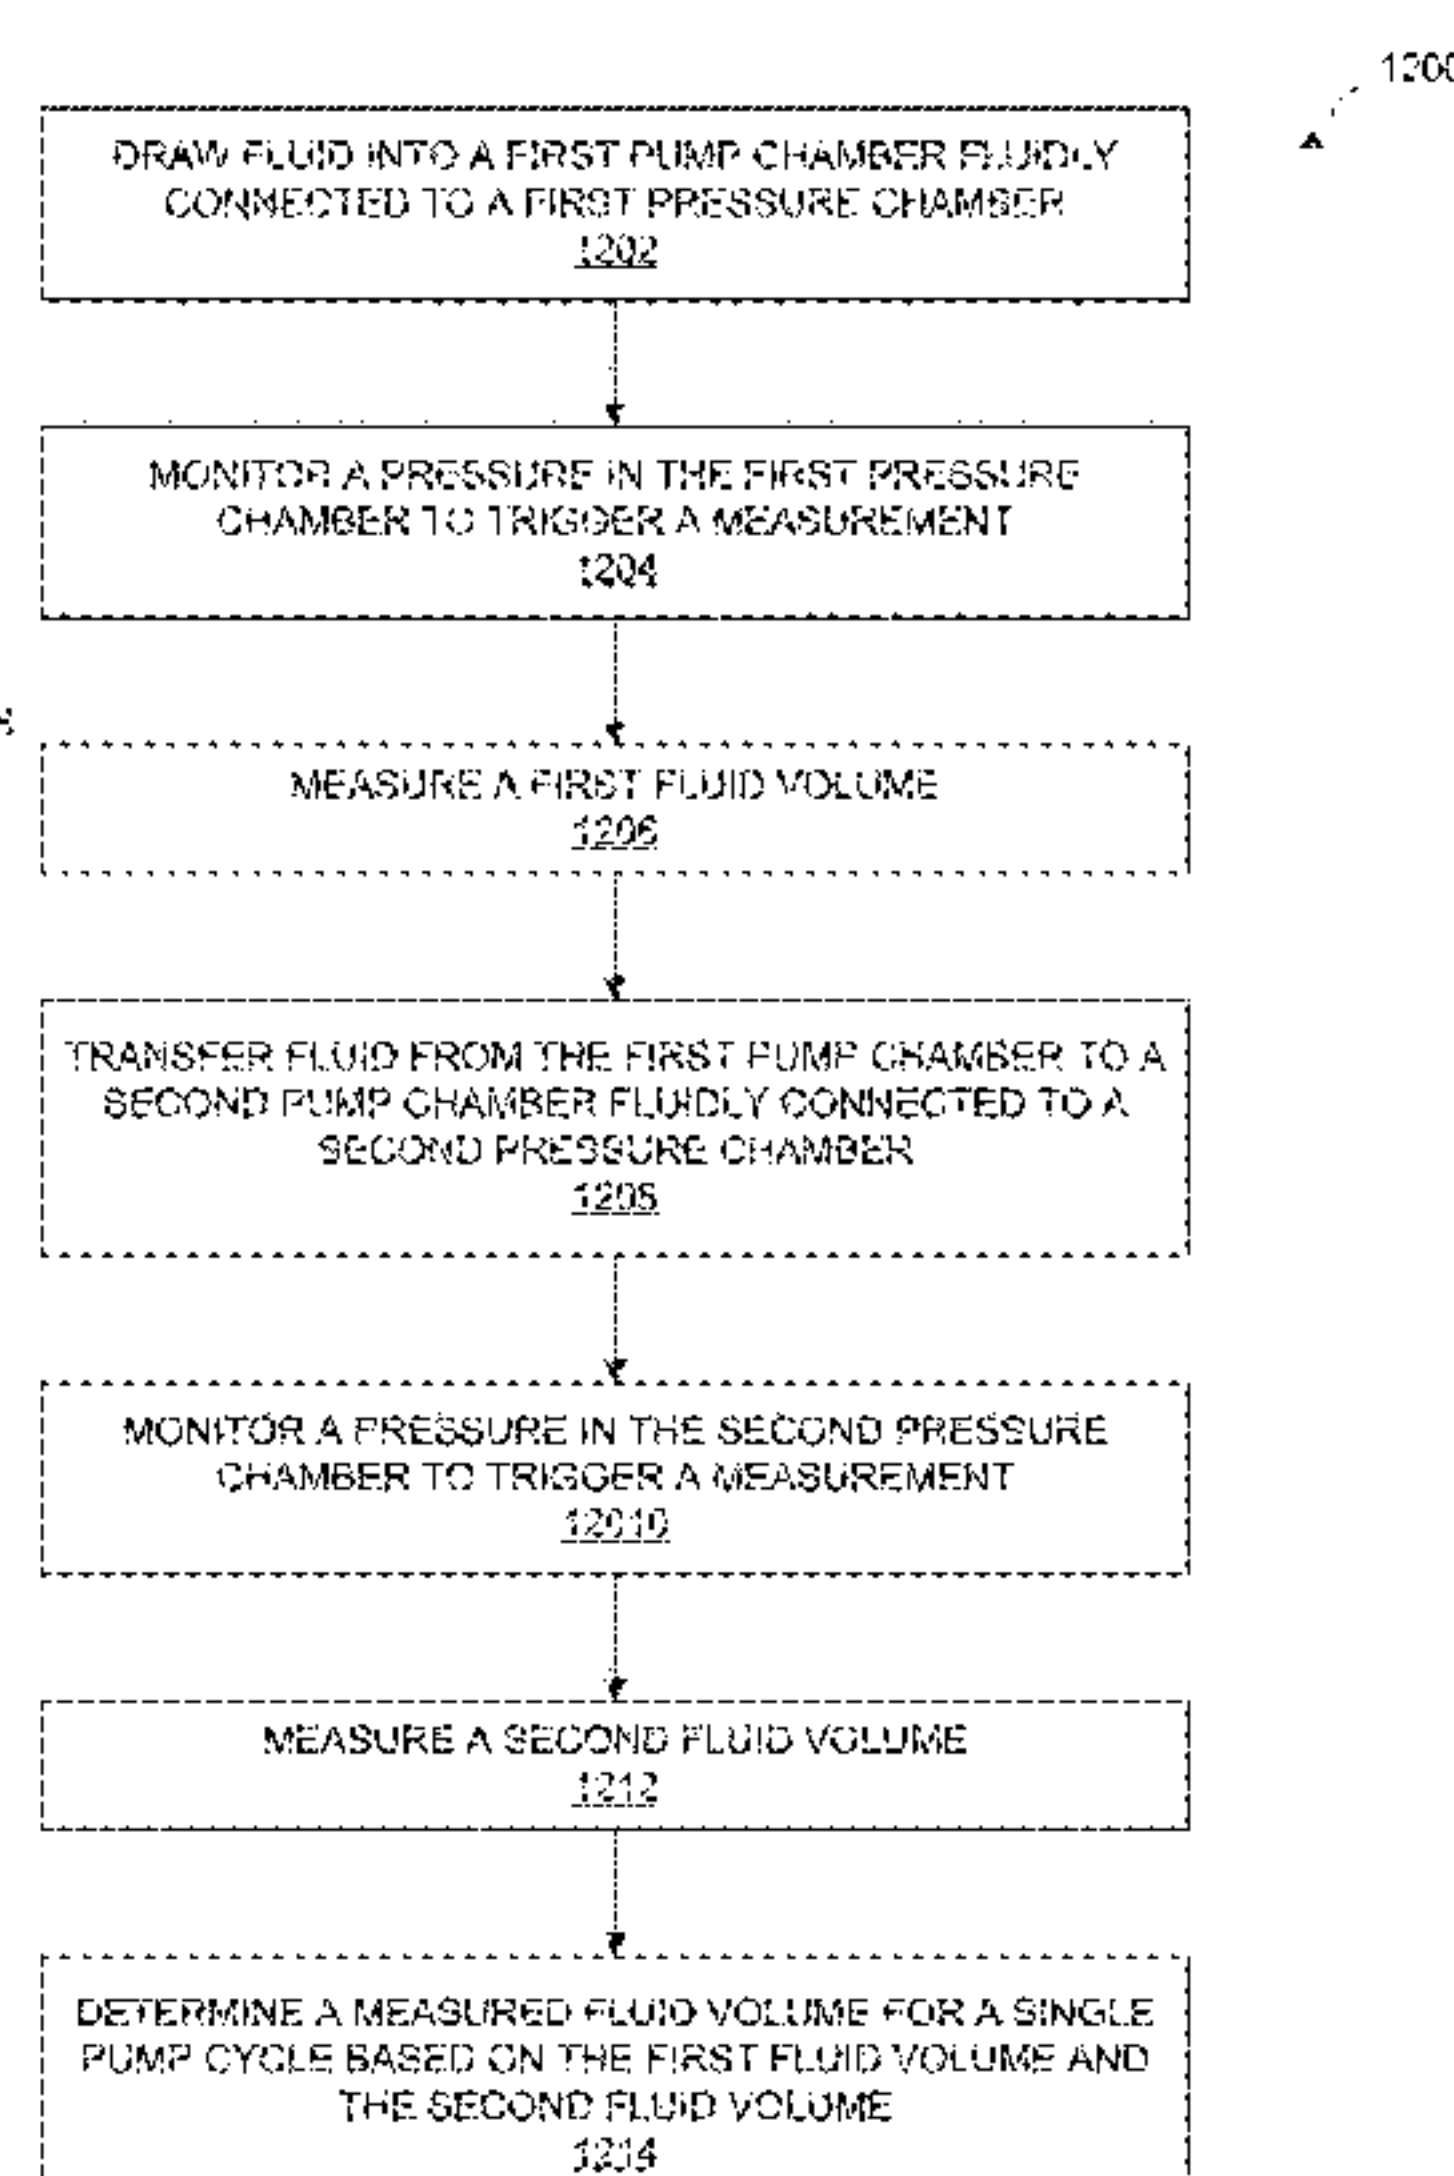 1200
DRAW FLUID INTO A FIRST PUMP CHAMBER FLUIDLY
CONNECTED TO A FIRST PRESSURE CHAMBER
1202
MONITOR A PRESSURE IN THE FIRST PRESSURE
CHAMBER TO TRIGGER A MEASUREMENT
1204
MEASURE A FIRST FLUID VOLUME
1206
TRANSFER FLUID FROM THE FIRST PUMP CHAMBER TO A
SECOND PUMP CHAMBER FLUIDLY CONNECTED TO A
SECOND PRESSURE CHAMBER
1208
MONITOR A PRESSURE IN THE SECOND PRESSURE
CHAMBER TO TRIGGER A MEASUREMENT
12010
MEASURE A SECOND FLUID VOLUME
1212
DETERMINE A MEASURED FLUID VOLUME FOR A SINGLE
PUMP CYCLE BASED ON THE FIRST FLUID VOLUME AND
THE SECOND FLUID VOLUME
1214